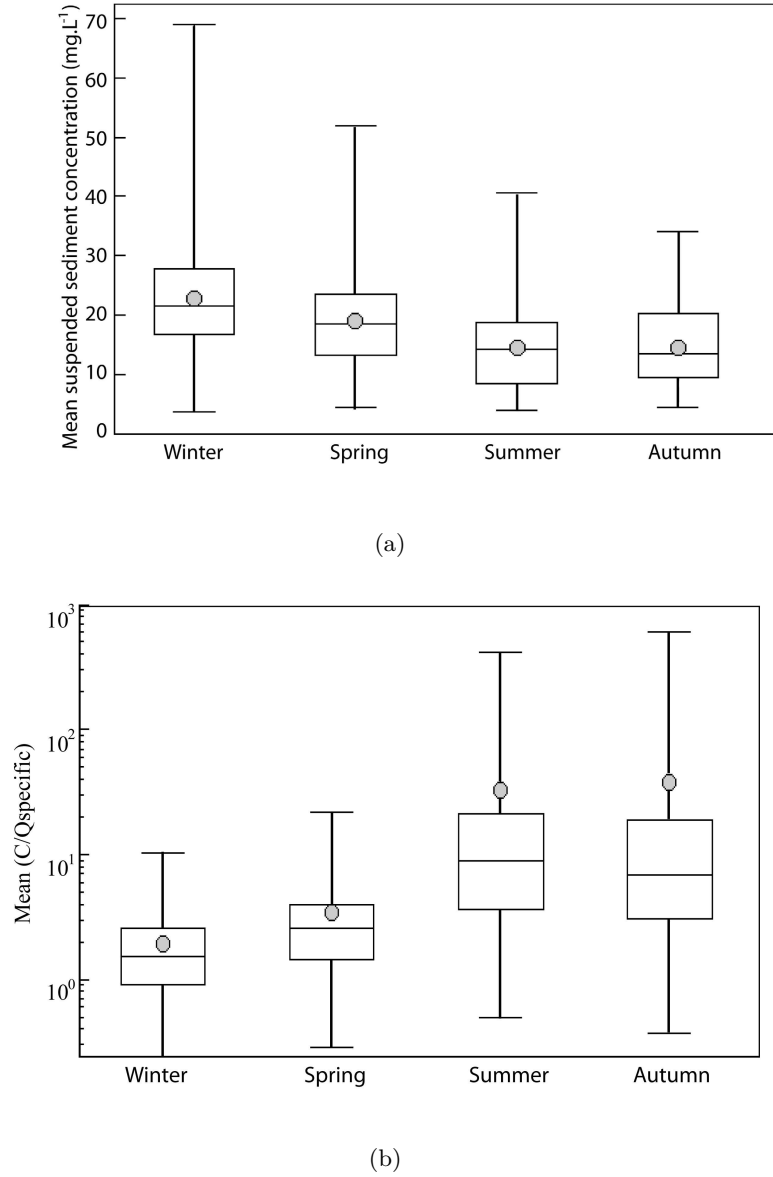 Mean suspended sediment concentration (mg.L⁻¹)
70
60
50
40
30
20
10
0
Winter Spring Summer Autumn
(a)
Mean (C/Qspecific)
10³
10²
10¹
10⁰
Winter Spring Summer Autumn
(b)